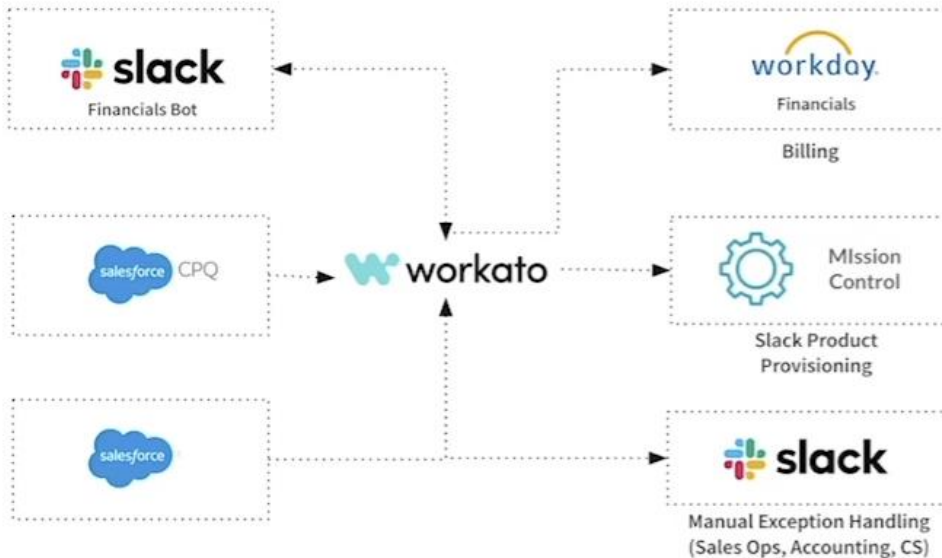 slack
Financials Bot
workday.
Financials
Billing
salesforce CPQ
workato
MIssion
Control
Slack Product
Provisioning
salesforce
slack
Manual Exception Handling
(Sales Ops, Accounting, CS)